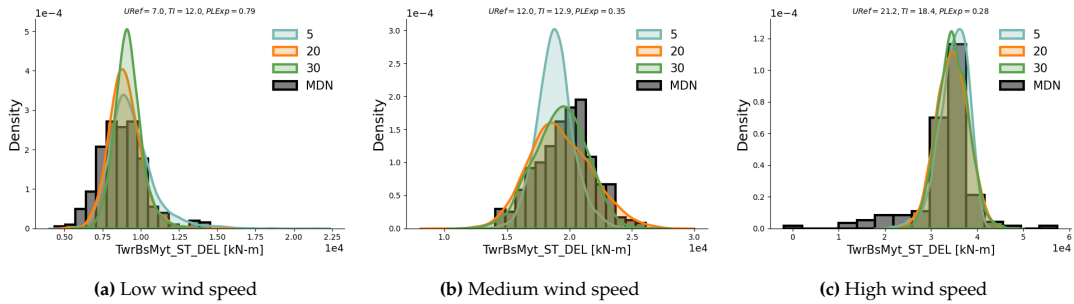 URef = 7.0, TI = 12.0, PLExp = 0.79
1e−4
5
20
30
MDN
5
4
3
2
1
0
Density
0.50 0.75 1.00 1.25 1.50 1.75 2.00 2.25
1e4
TwrBsMyt_ST_DEL [kN-m]
(a) Low wind speed
URef = 12.0, TI = 12.9, PLExp = 0.35
1e−4
5
20
30
MDN
3.0
2.5
2.0
1.5
1.0
0.5
0.0
Density
1.0 1.5 2.0 2.5 3.0
1e4
TwrBsMyt_ST_DEL [kN-m]
(b) Medium wind speed
URef = 21.2, TI = 18.4, PLExp = 0.28
1e−4
5
20
30
MDN
1.2
1.0
0.8
0.6
0.4
0.2
0.0
Density
0 1 2 3 4 5 6
1e4
TwrBsMyt_ST_DEL [kN-m]
(c) High wind speed